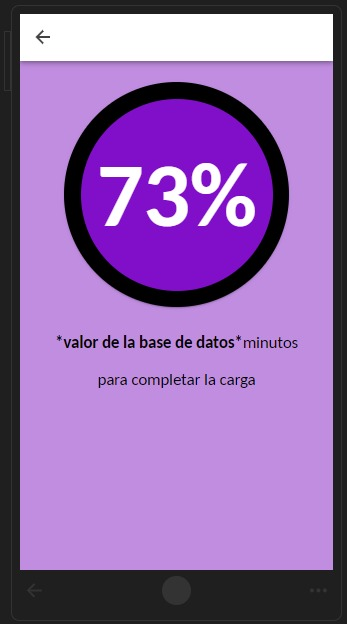 73%
*valor de la base de datos*minutos
para completar la carga